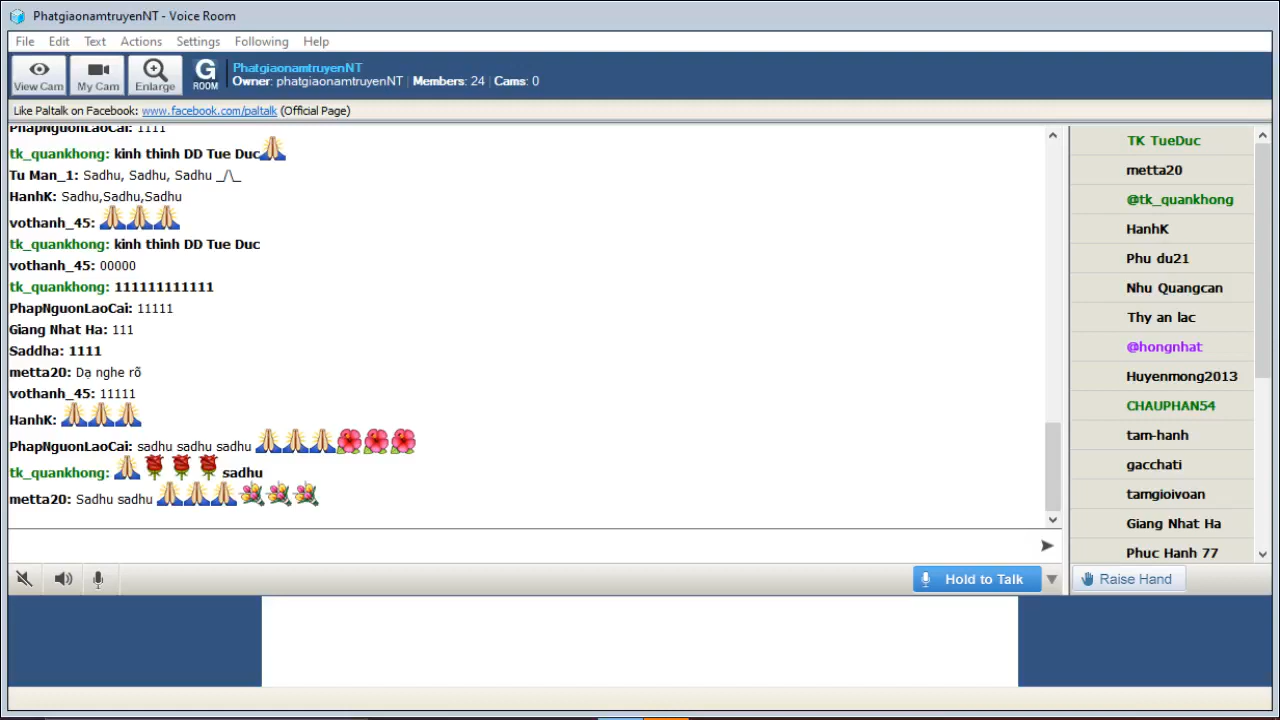 PhatgiaonamtruyenNT - Voice Room
File Edit Text Actions Settings Following Help
View Cam My Cam Enlarge G ROOM
PhatgiaonamtruyenNT
Owner: phatgiaonamtruyenNT | Members: 24 | Cams: 0
Like Paltalk on Facebook: www.facebook.com/paltalk (Official Page)
PhapNguonLaoCai: 1111
tk_quankhong: kinh thinh DD Tue Duc
Tu Man_1: Sadhu, Sadhu, Sadhu _/\_
HanhK: Sadhu,Sadhu,Sadhu
vothanh_45:
tk_quankhong: kinh thinh DD Tue Duc
vothanh_45: 00000
tk_quankhong: 111111111111
PhapNguonLaoCai: 11111
Giang Nhat Ha: 111
Saddha: 1111
metta20: Dạ nghe rõ
vothanh_45: 11111
HanhK:
PhapNguonLaoCai: sadhu sadhu sadhu
tk_quankhong: sadhu
metta20: Sadhu sadhu
TK TueDuc
metta20
@tk_quankhong
HanhK
Phu du21
Nhu Quangcan
Thy an lac
@hongnhat
Huyenmong2013
CHAUPHAN54
tam-hanh
gacchati
tamgioivoan
Giang Nhat Ha
Phuc Hanh 77
Hold to Talk
Raise Hand